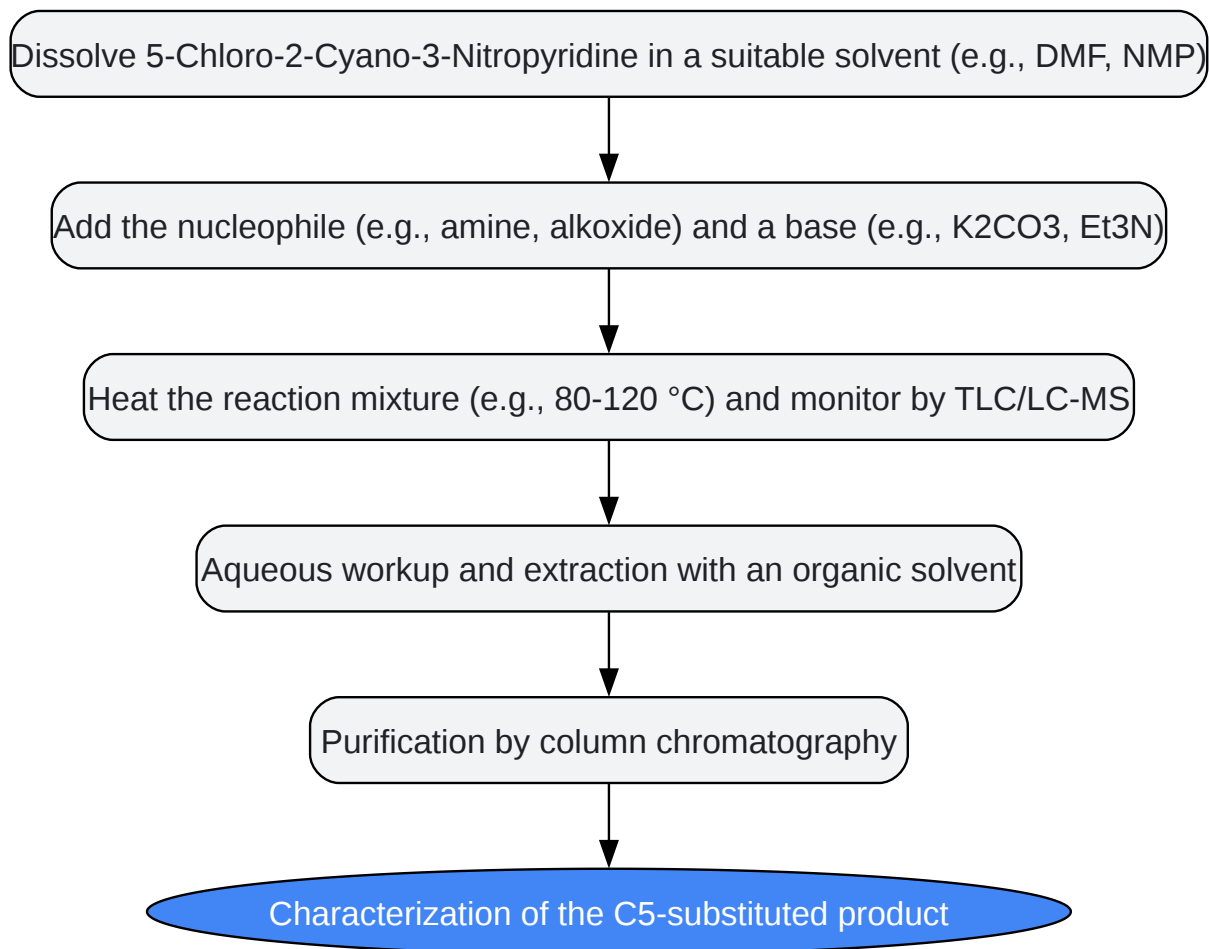 Dissolve 5-Chloro-2-Cyano-3-Nitropyridine in a suitable solvent (e.g., DMF, NMP)
Add the nucleophile (e.g., amine, alkoxide) and a base (e.g., K2CO3, Et3N)
Heat the reaction mixture (e.g., 80-120 °C) and monitor by TLC/LC-MS
Aqueous workup and extraction with an organic solvent
Purification by column chromatography
Characterization of the C5-substituted product